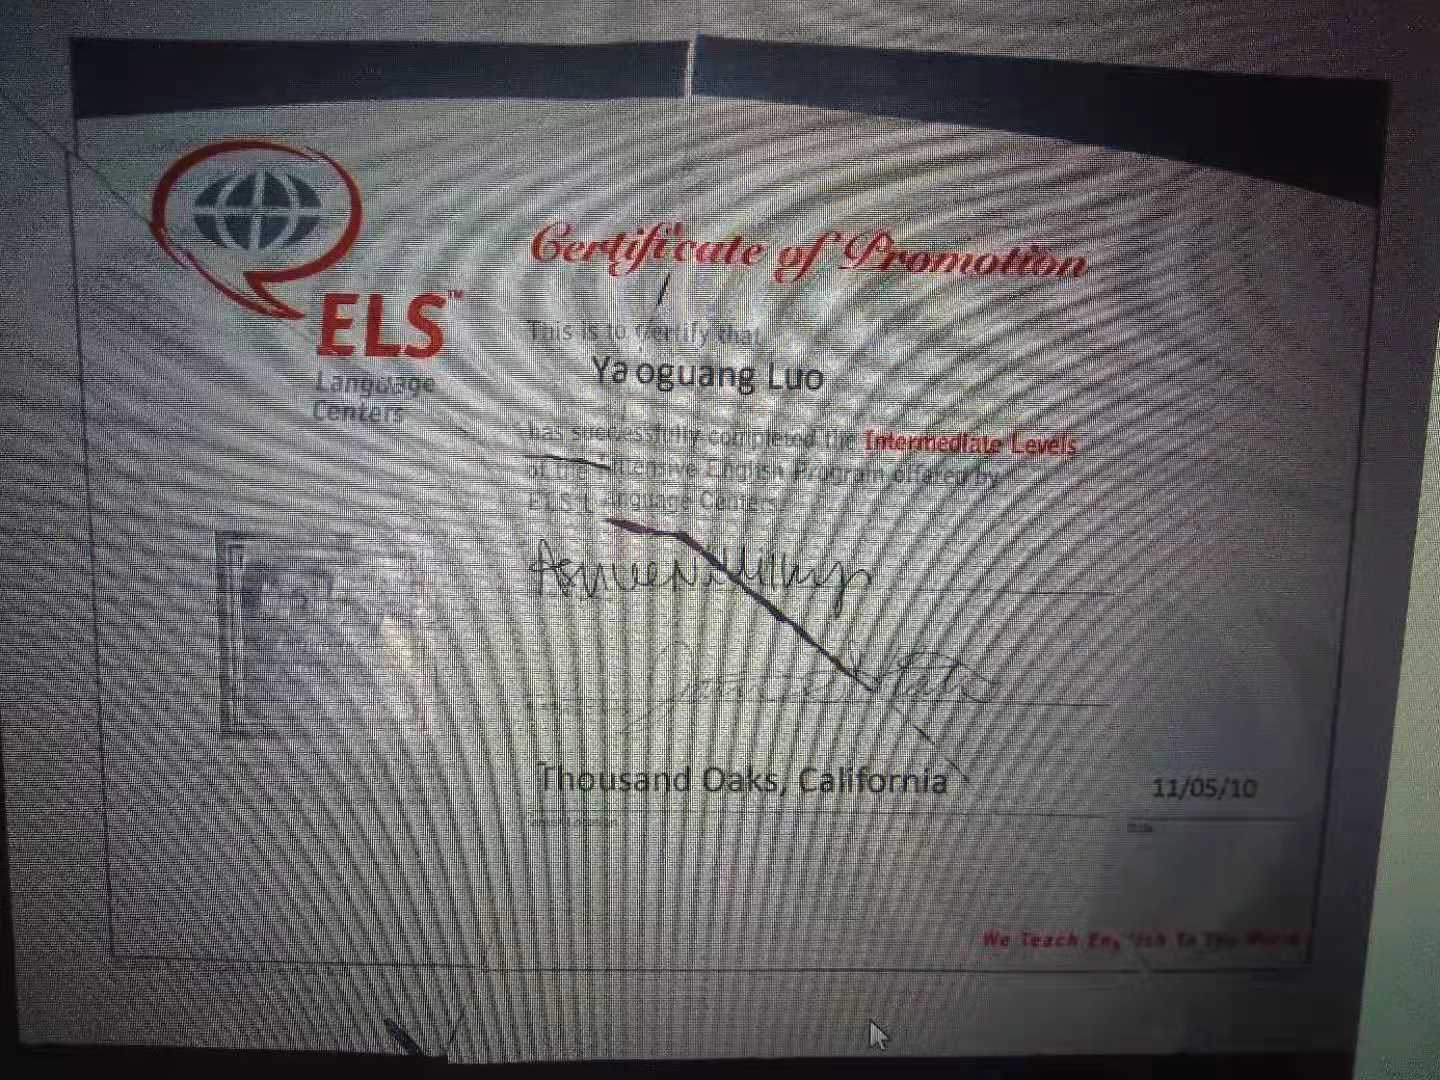 ELS™
Language
Centers
Certificate of Promotion
This is to certify that
Yaoguang Luo
has successfully completed the Intermediate Levels
of the Intensive English Program offered by
ELS Language Centers
Thousand Oaks, California
11/05/10
Date
We Teach English To The World